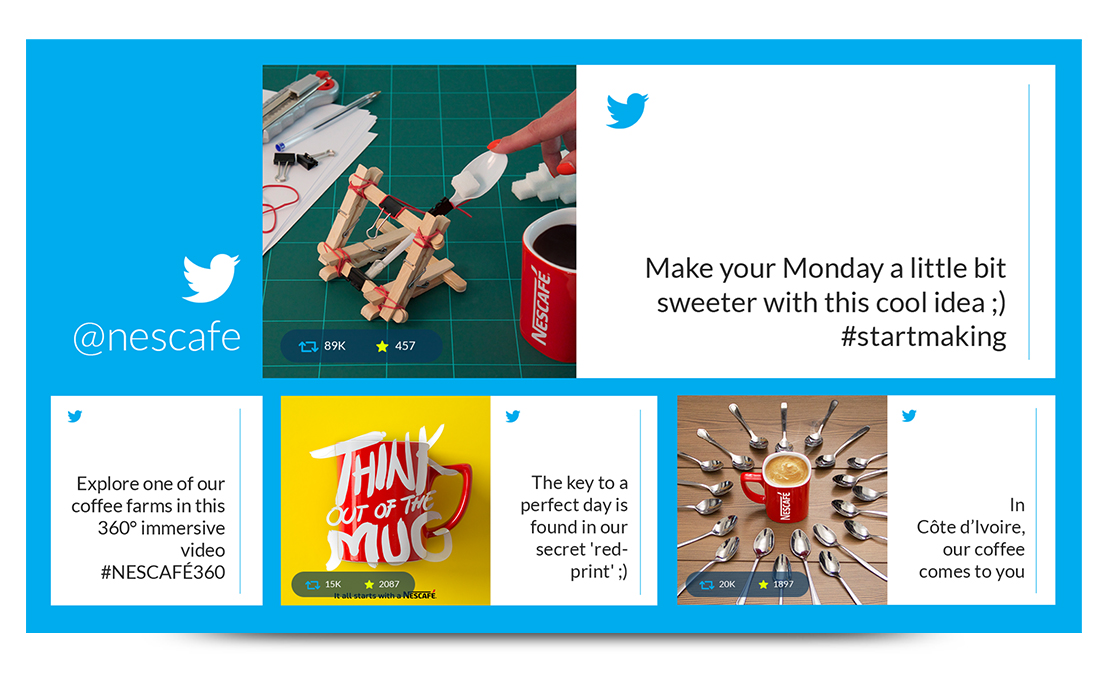 @nescafe
NESCAFÉ
89K 457
Make your Monday a little bit
sweeter with this cool idea ;)
#startmaking
Explore one of our
coffee farms in this
360° immersive
video
#NESCAFÉ360
THINK
OUT OF THE
MUG
15K 2087
It all starts with a NESCAFÉ.
The key to a
perfect day is
found in our
secret 'red-
print' ;)
NESCAFÉ
20K 1897
In
Côte d’Ivoire,
our coffee
comes to you